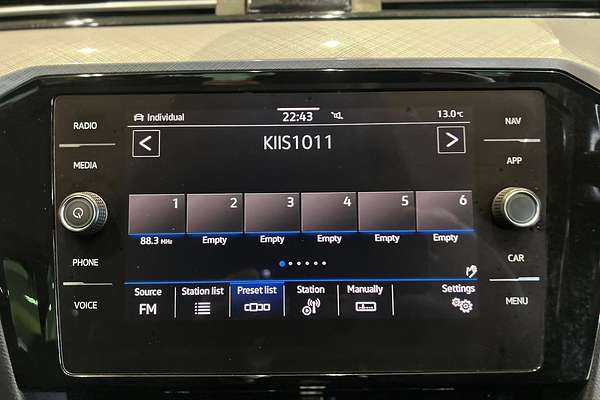 RADIO
MEDIA
PHONE
VOICE
Individual
22:43
13.0°C
<
KIIS1011
>
1
2
3
4
5
6
88.3 MHz
Empty
Empty
Empty
Empty
Empty
Source
FM
Station list
Preset list
Station
Manually
Settings
NAV
APP
CAR
MENU